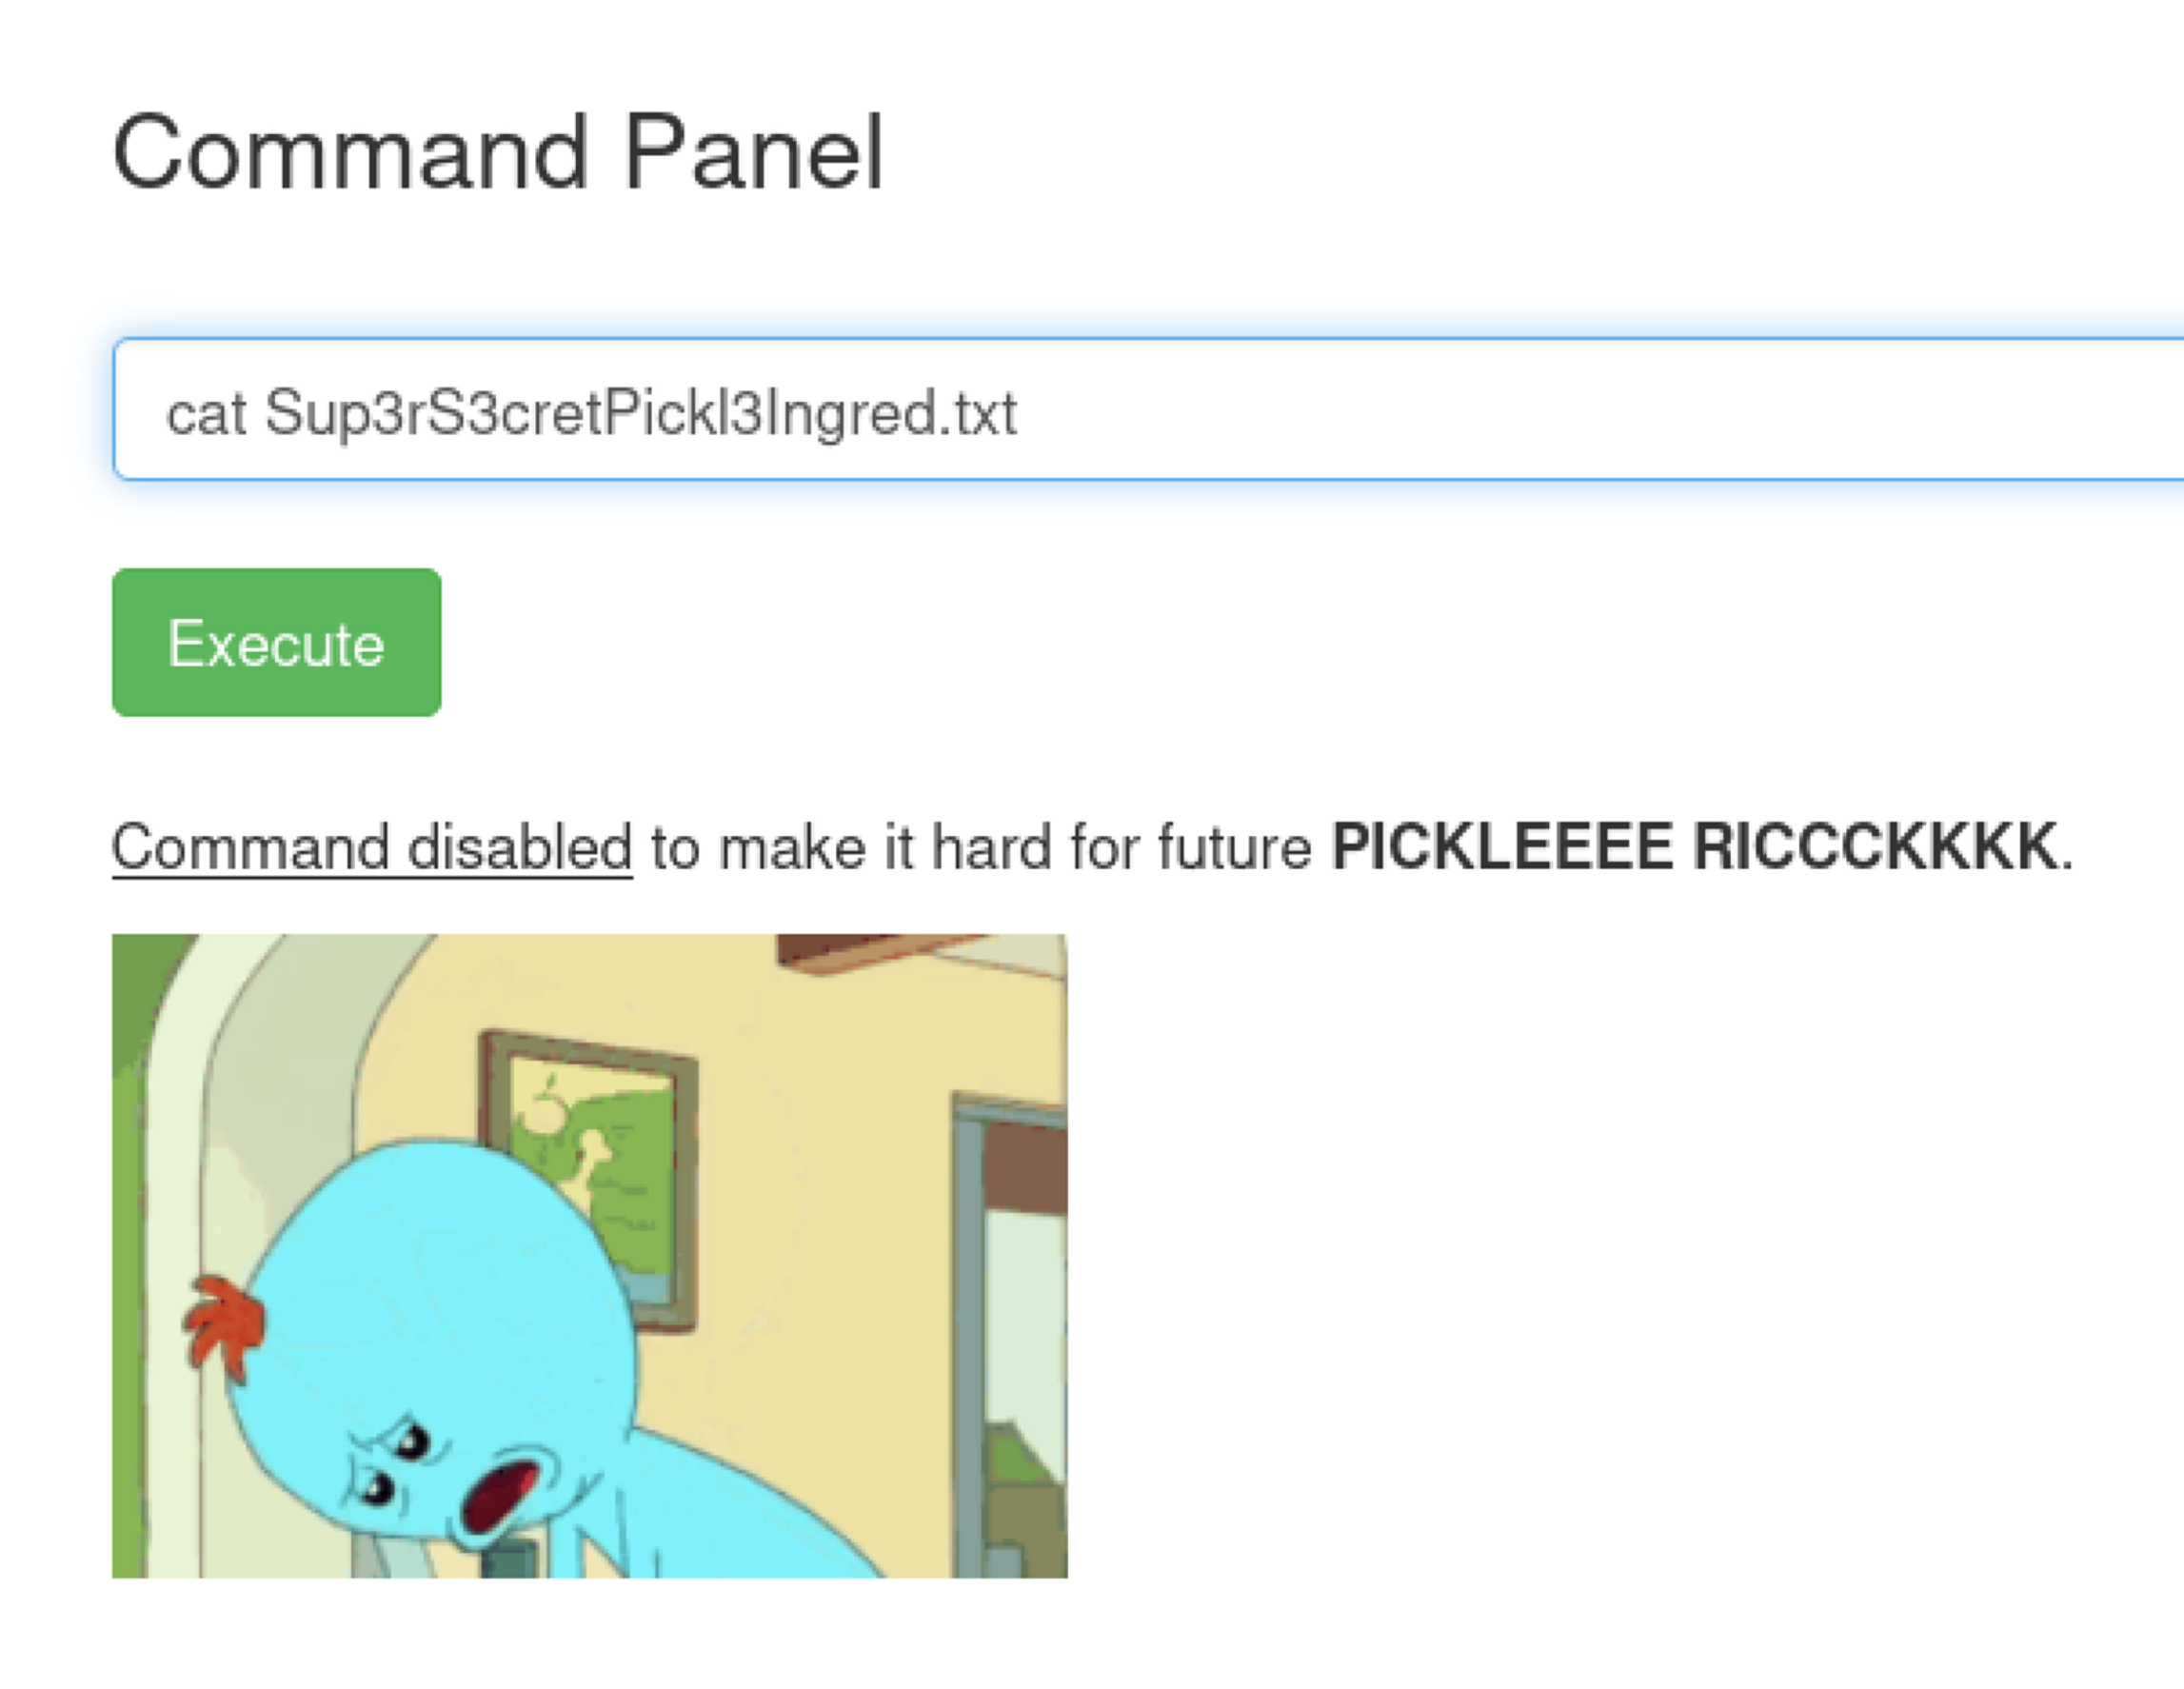 Command Panel
cat Sup3rS3cretPickl3Ingred.txt
Execute
Command disabled to make it hard for future PICKLEEEE RICCCKKKK.